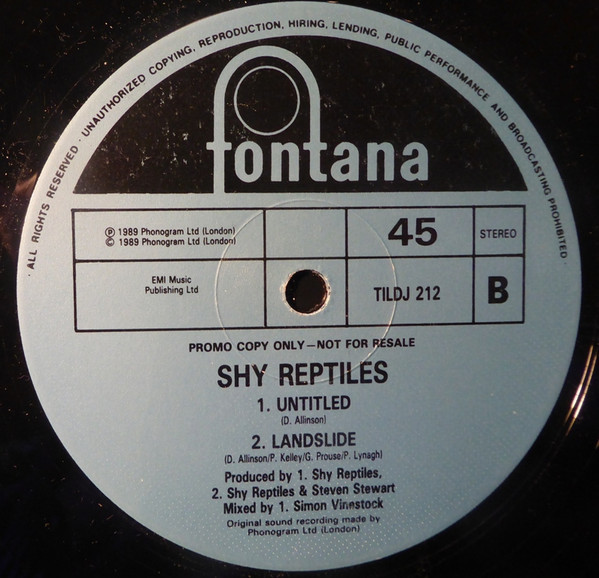 ALL RIGHTS RESERVED · UNAUTHORIZED COPYING, REPRODUCTION, HIRING, LENDING, PUBLIC PERFORMANCE AND BROADCASTING PROHIBITED ·
fontana
℗ 1989 Phonogram Ltd (London)
© 1989 Phonogram Ltd (London)
45
STEREO
EMI Music
Publishing Ltd
TILDJ 212
B
PROMO COPY ONLY—NOT FOR RESALE
SHY REPTILES
1. UNTITLED
(D. Allinson)
2. LANDSLIDE
(D. Allinson/P. Kelley/G. Prouse/P. Lynagh)
Produced by 1. Shy Reptiles,
2. Shy Reptiles & Steven Stewart
Mixed by 1. Simon Vinestock
Original sound recording made by
Phonogram Ltd (London)